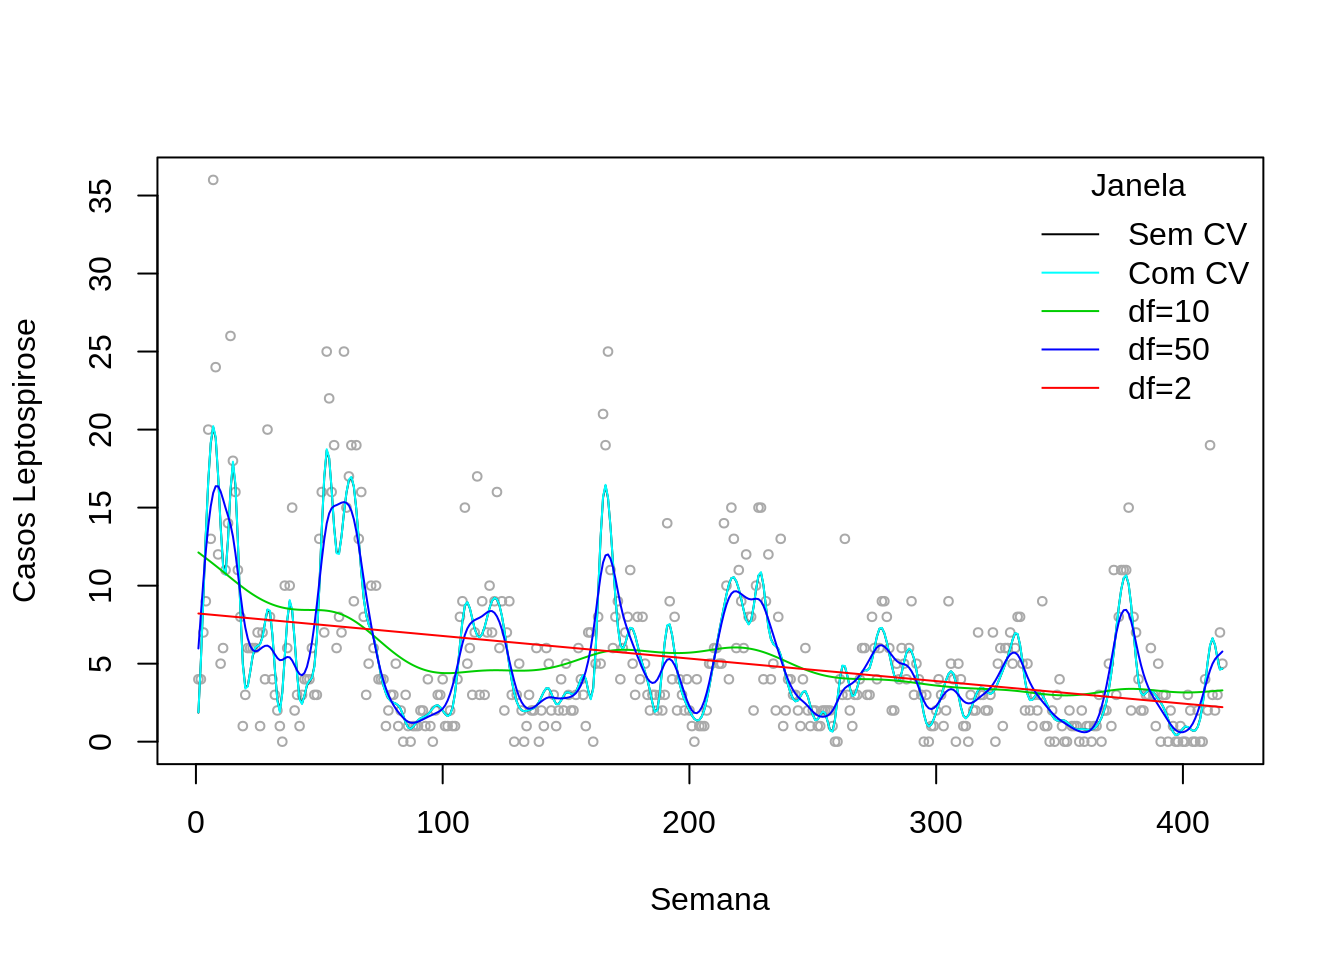 Janela
Sem CV
Com CV
df=10
df=50
df=2
Casos Leptospirose
35
30
25
20
15
10
5
0
0 100 200 300 400
Semana